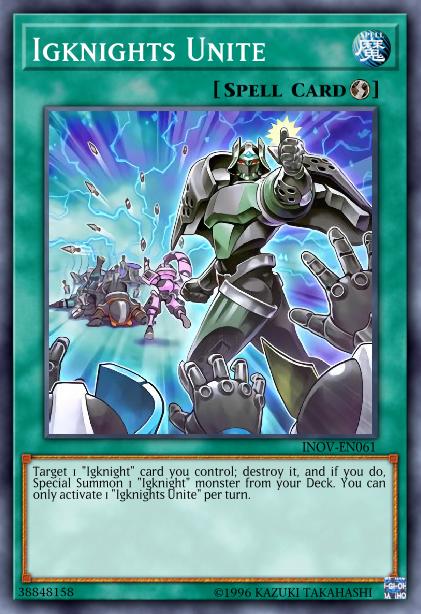 Igknights Unite
SPELL
魔
[Spell Card]
INOV-EN061
Target 1 "Igknight" card you control; destroy it, and if you do,
Special Summon 1 "Igknight" monster from your Deck. You can
only activate 1 "Igknights Unite" per turn.
38848158
©1996 KAZUKI TAKAHASHI